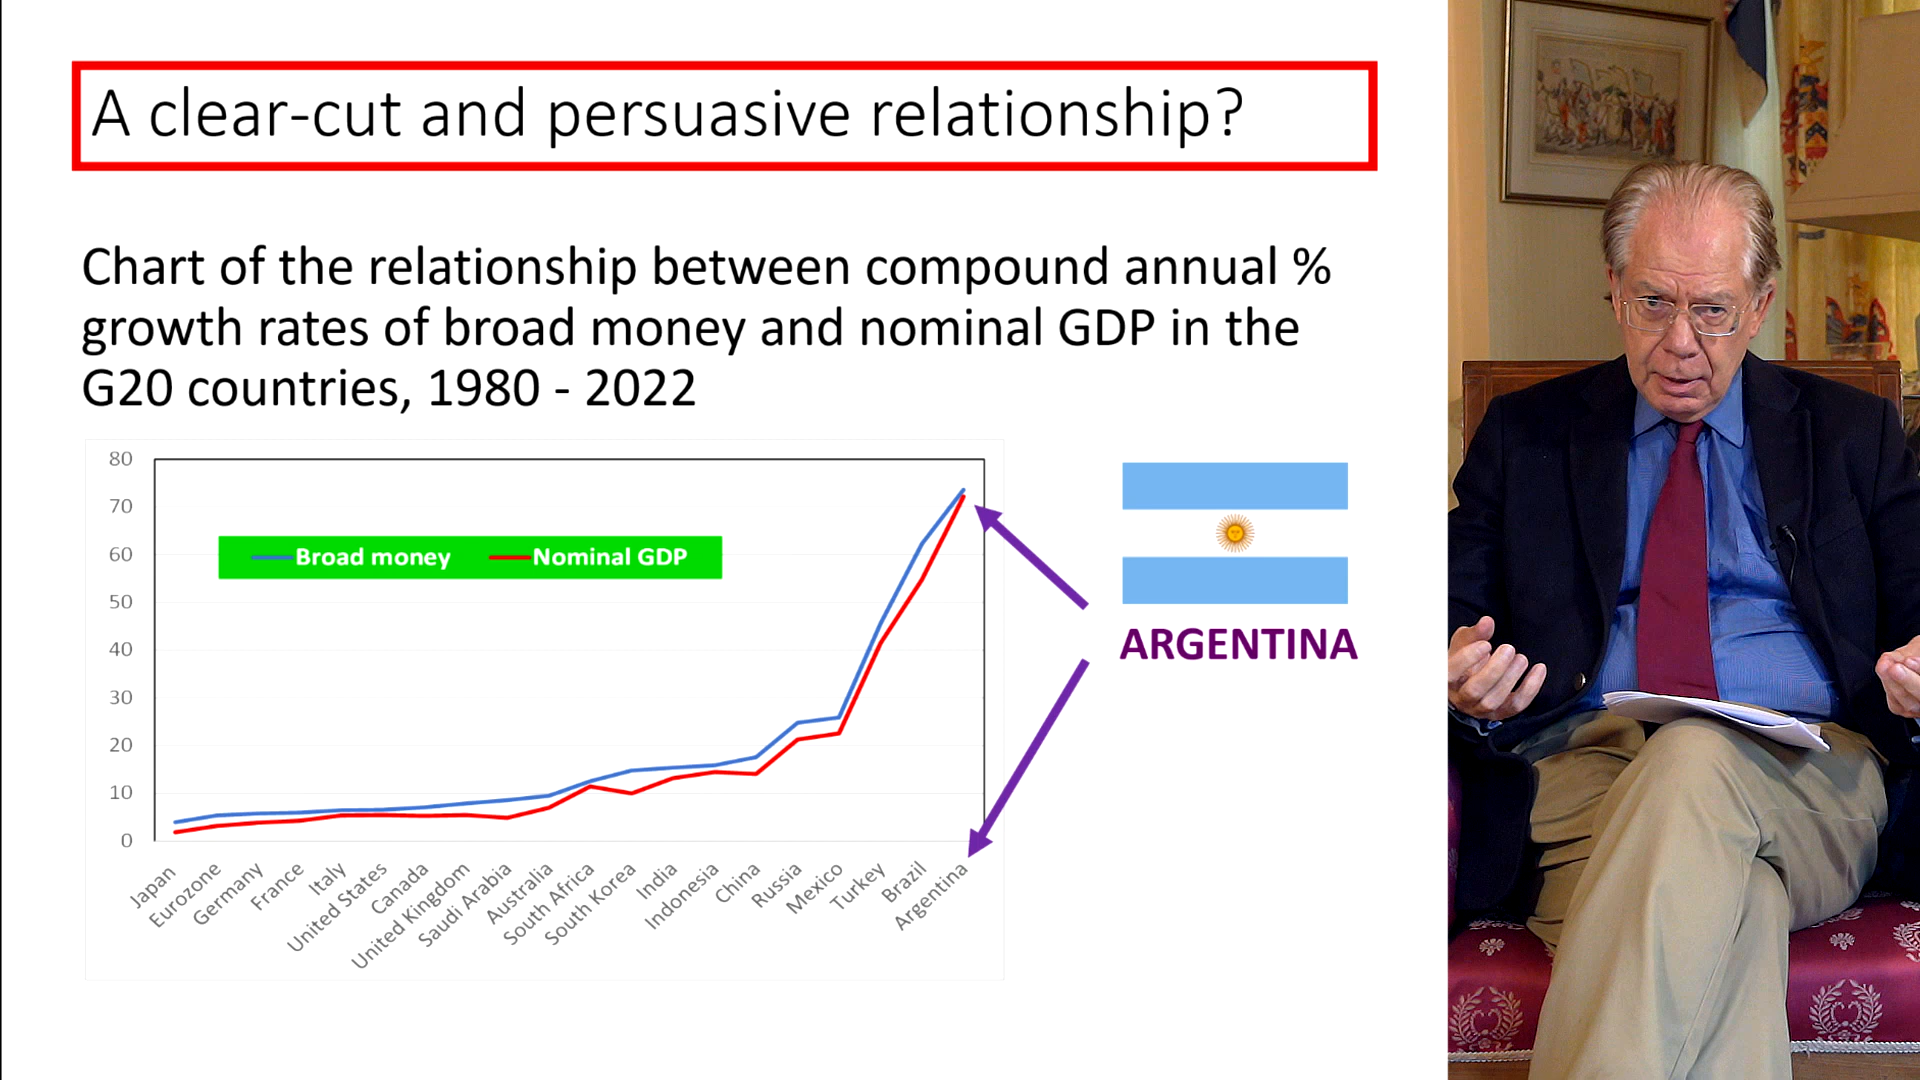 A clear-cut and persuasive relationship?
Chart of the relationship between compound annual %
growth rates of broad money and nominal GDP in the
G20 countries, 1980 - 2022
80
70
60
50
40
30
20
10
0
Broad money
Nominal GDP
Japan
Eurozone
Germany
France
Italy
United States
Canada
United Kingdom
Saudi Arabia
Australia
South Africa
South Korea
India
Indonesia
China
Russia
Mexico
Turkey
Brazil
Argentina
ARGENTINA